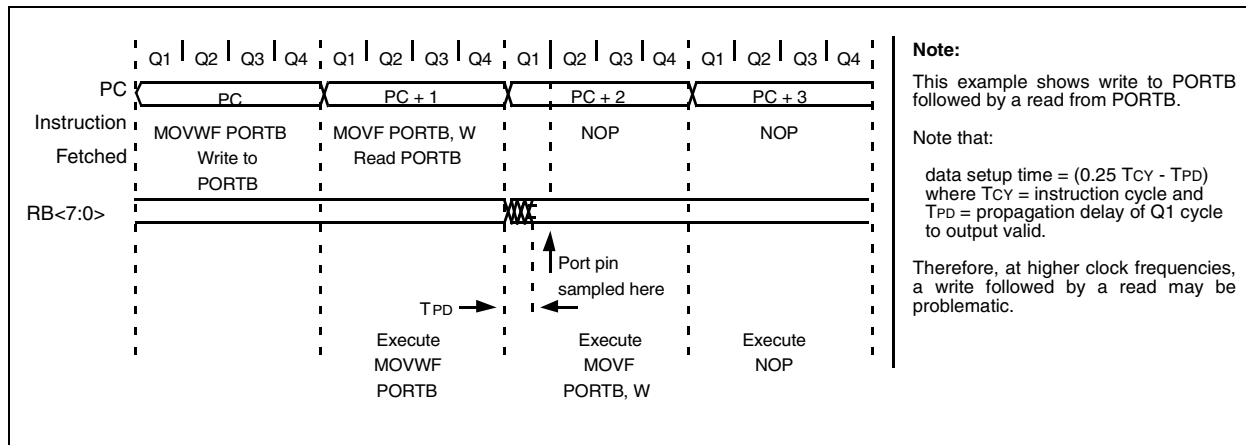 Q1 Q2 Q3 Q4 Q1 Q2 Q3 Q4 Q1 Q2 Q3 Q4 Q1 Q2 Q3 Q4
PC PC PC + 1 PC + 2 PC + 3
Instruction
Fetched
MOVWF PORTB
Write to
PORTB
MOVF PORTB, W
Read PORTB
NOP
NOP
RB<7:0>
Port pin
sampled here
TPD
Execute
MOVWF
PORTB
Execute
MOVF
PORTB, W
Execute
NOP
Note:
This example shows write to PORTB
followed by a read from PORTB.
Note that:
data setup time = (0.25 TCY - TPD)
where TCY = instruction cycle and
TPD = propagation delay of Q1 cycle
to output valid.
Therefore, at higher clock frequencies,
a write followed by a read may be
problematic.